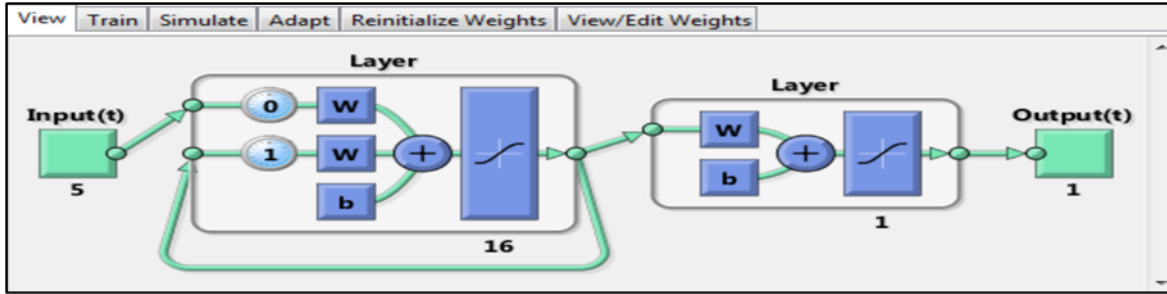 View Train Simulate Adapt Reinitialize Weights View/Edit Weights
Layer
Input(t)
5
0 W
1 W
b
+
16
Layer
W
b
+
1
Output(t)
1